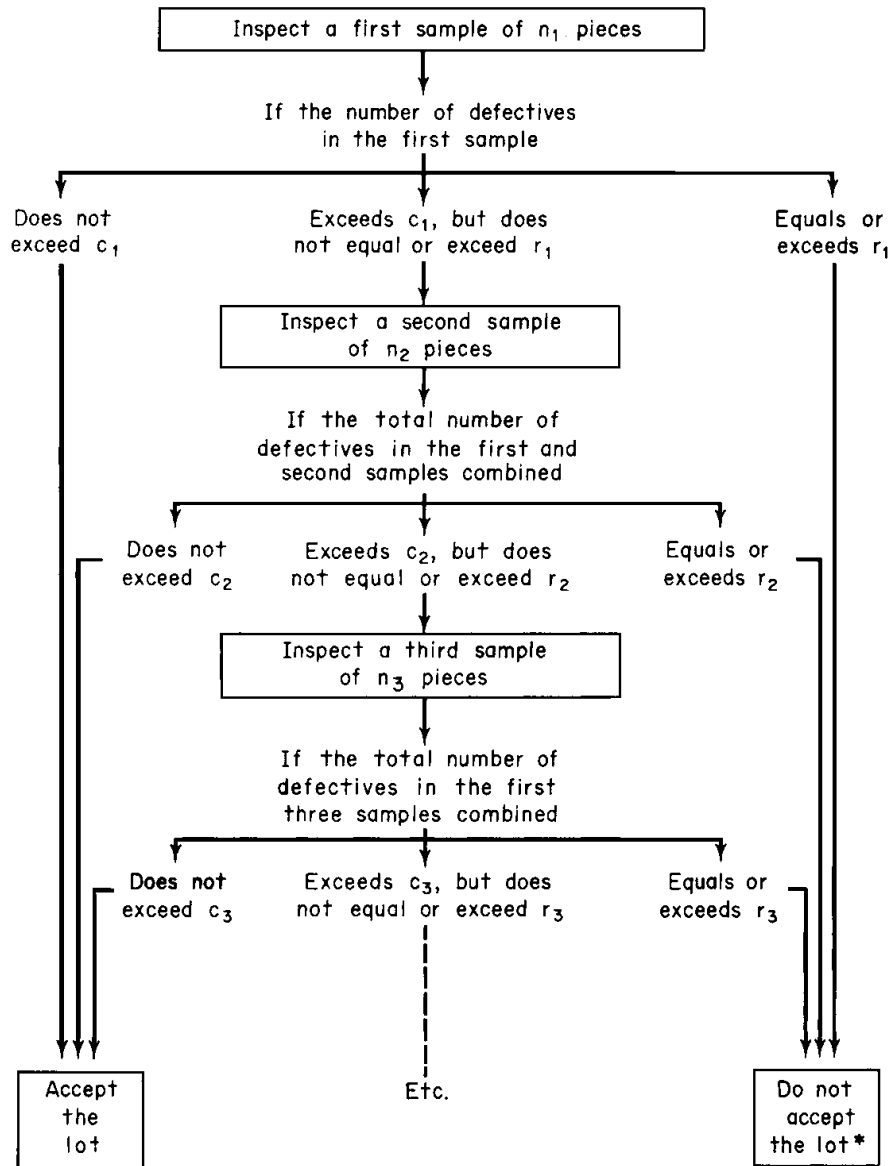 Inspect a first sample of n₁ pieces
If the number of defectives
in the first sample
Does not
exceed c₁
Exceeds c₁, but does
not equal or exceed r₁
Equals or
exceeds r₁
Inspect a second sample
of n₂ pieces
If the total number of
defectives in the first and
second samples combined
Does not
exceed c₂
Exceeds c₂, but does
not equal or exceed r₂
Equals or
exceeds r₂
Inspect a third sample
of n₃ pieces
If the total number of
defectives in the first
three samples combined
Does not
exceed c₃
Exceeds c₃, but does
not equal or exceed r₃
Equals or
exceeds r₃
Accept
the
lot
Etc.
Do not
accept
the lot*